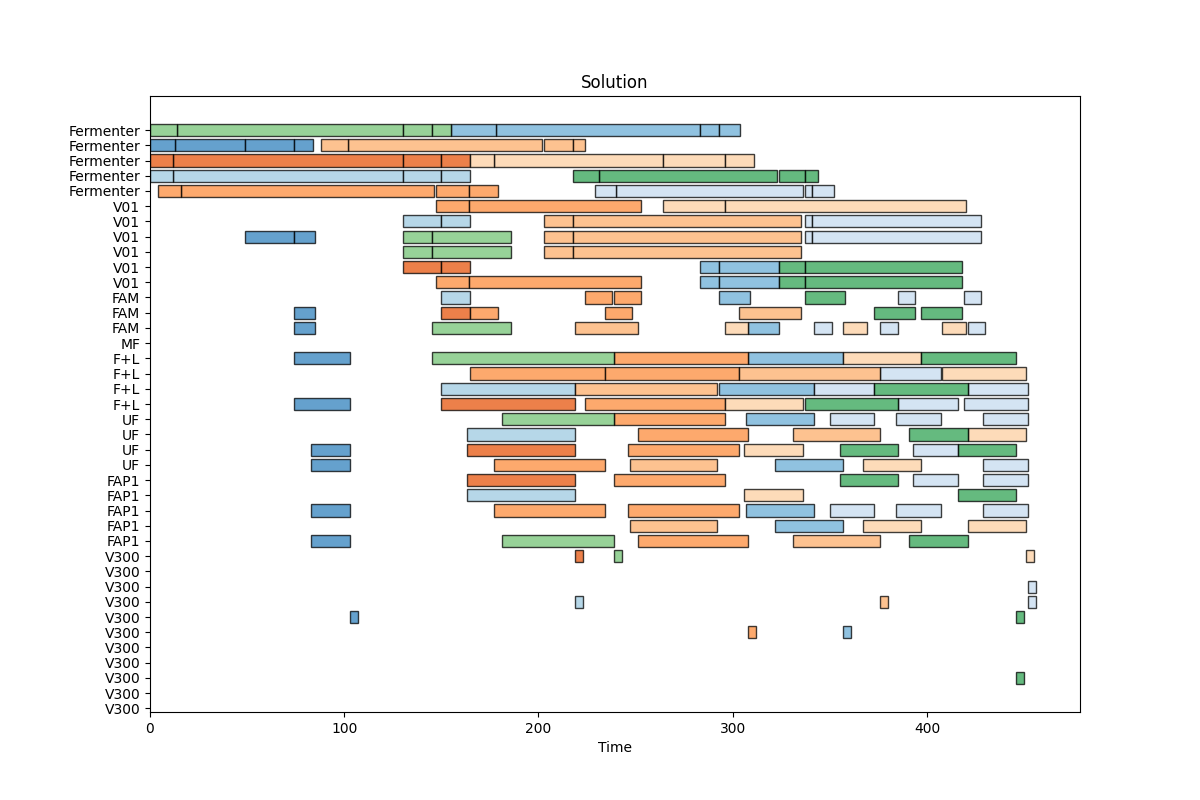 Solution
Fermenter
Fermenter
Fermenter
Fermenter
Fermenter
V01
V01
V01
V01
V01
V01
FAM
FAM
FAM
MF
F+L
F+L
F+L
F+L
UF
UF
UF
UF
FAP1
FAP1
FAP1
FAP1
FAP1
V300
V300
V300
V300
V300
V300
V300
V300
V300
V300
V300
0 100 200 300 400
Time